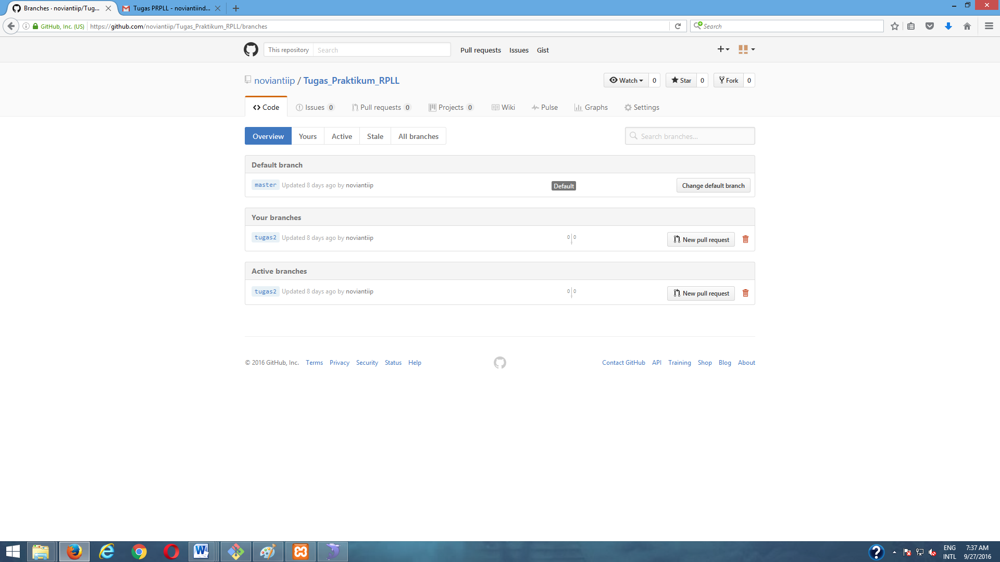 Branches · noviantiip/Tug...
Tugas PRPLL - noviantiind...
GitHub, Inc. (US)
https://github.com/noviantiip/Tugas_Praktikum_RPLL/branches
Search
This repository
Search
Pull requests
Issues
Gist
noviantiip / Tugas_Praktikum_RPLL
Watch
0
Star
0
Fork
0
Code
Issues 0
Pull requests 0
Projects 0
Wiki
Pulse
Graphs
Settings
Overview
Yours
Active
Stale
All branches
Search branches...
Default branch
master Updated 8 days ago by noviantiip
Default
Change default branch
Your branches
tugas2 Updated 8 days ago by noviantiip
0 0
New pull request
Active branches
tugas2 Updated 8 days ago by noviantiip
0 0
New pull request
© 2016 GitHub, Inc.
Terms
Privacy
Security
Status
Help
Contact GitHub
API
Training
Shop
Blog
About
ENG
INTL
7:37 AM
9/27/2016